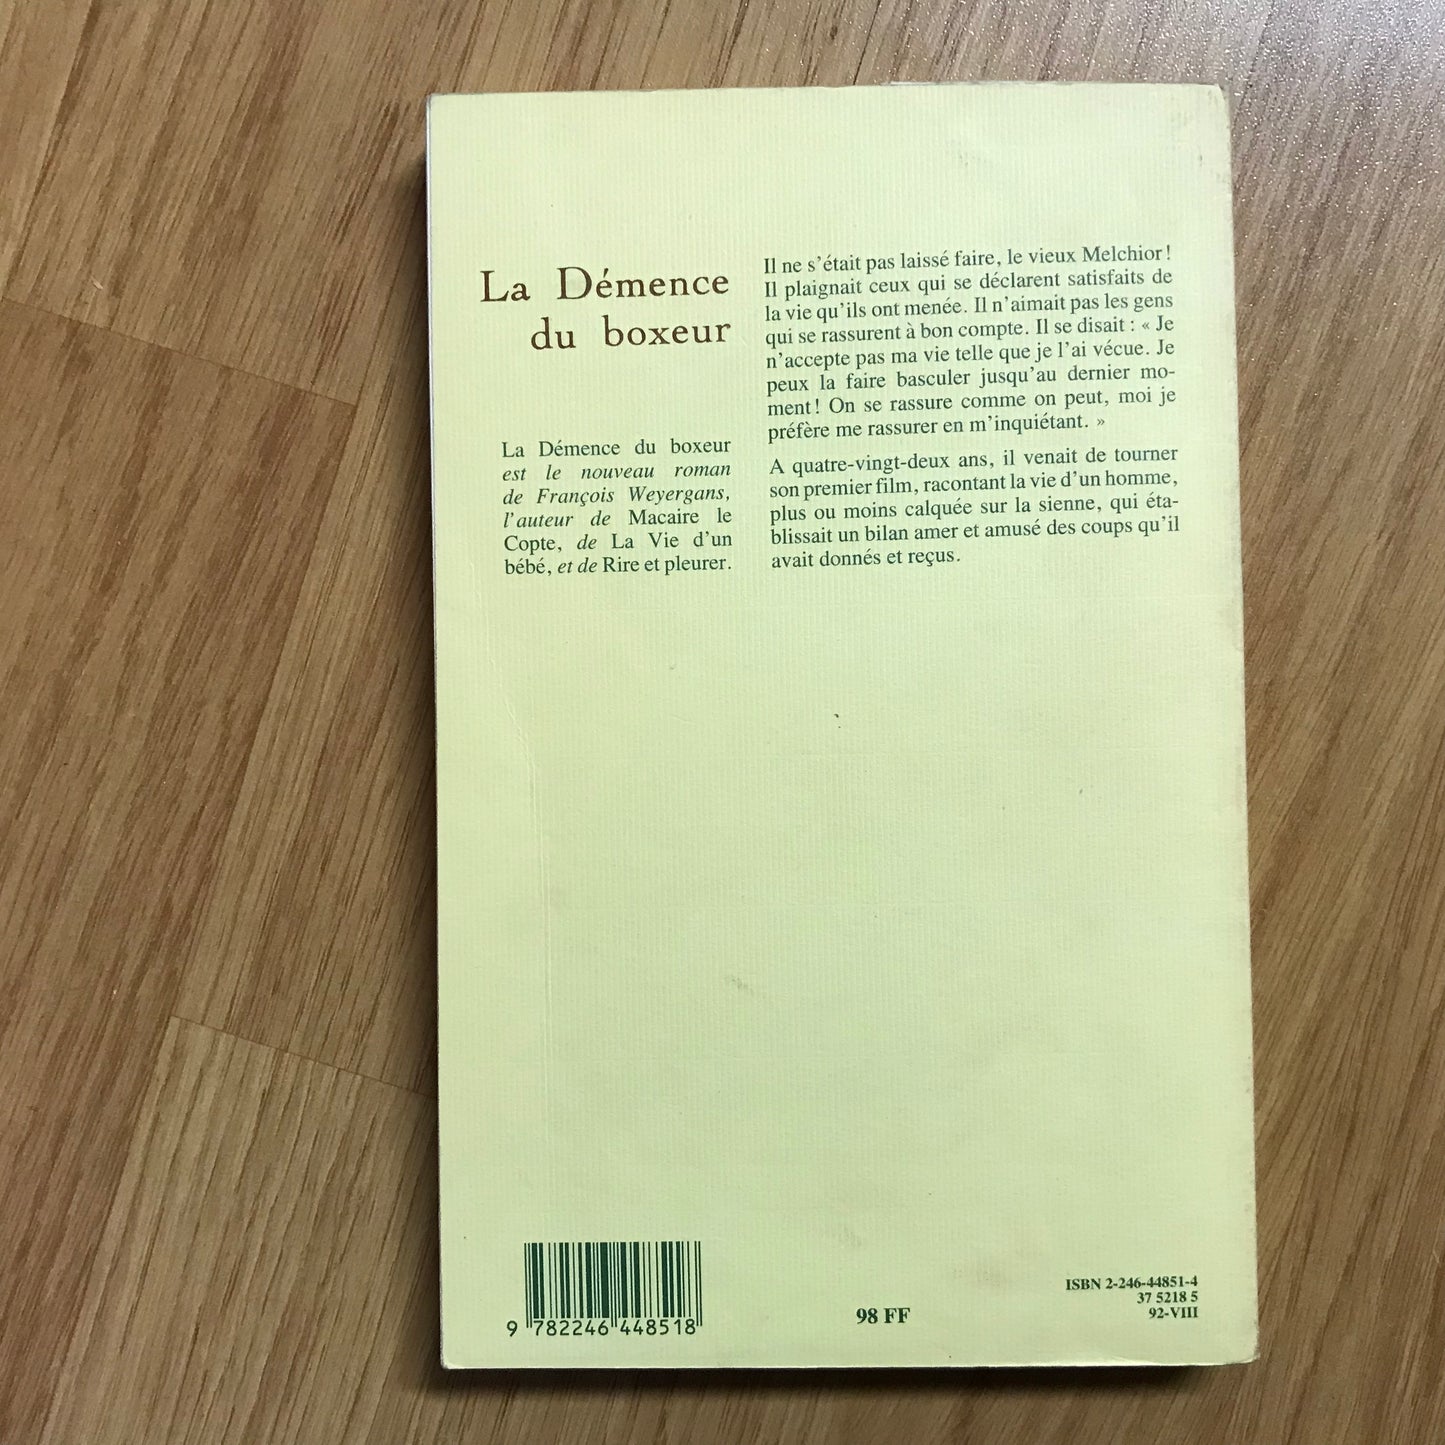 La Démence
du boxeur
La Démence du boxeur
est le nouveau roman
de François Weyergans,
l'auteur de Macaire le
Copte, de La Vie d'un
bébé, et de Rire et pleurer.
Il ne s'était pas laissé faire, le vieux Melchior !
Il plaignait ceux qui se déclarent satisfaits de
la vie qu'ils ont menée. Il n'aimait pas les gens
qui se rassurent à bon compte. Il se disait : « Je
n'accepte pas ma vie telle que je l'ai vécue. Je
peux la faire basculer jusqu'au dernier mo-
ment ! On se rassure comme on peut, moi je
préfère me rassurer en m'inquiétant. »
A quatre-vingt-deux ans, il venait de tourner
son premier film, racontant la vie d'un homme,
plus ou moins calquée sur la sienne, qui éta-
blissait un bilan amer et amusé des coups qu'il
avait donnés et reçus.
9 782246 448518
98 FF
ISBN 2-246-44851-4
37 5218 5
92-VIII